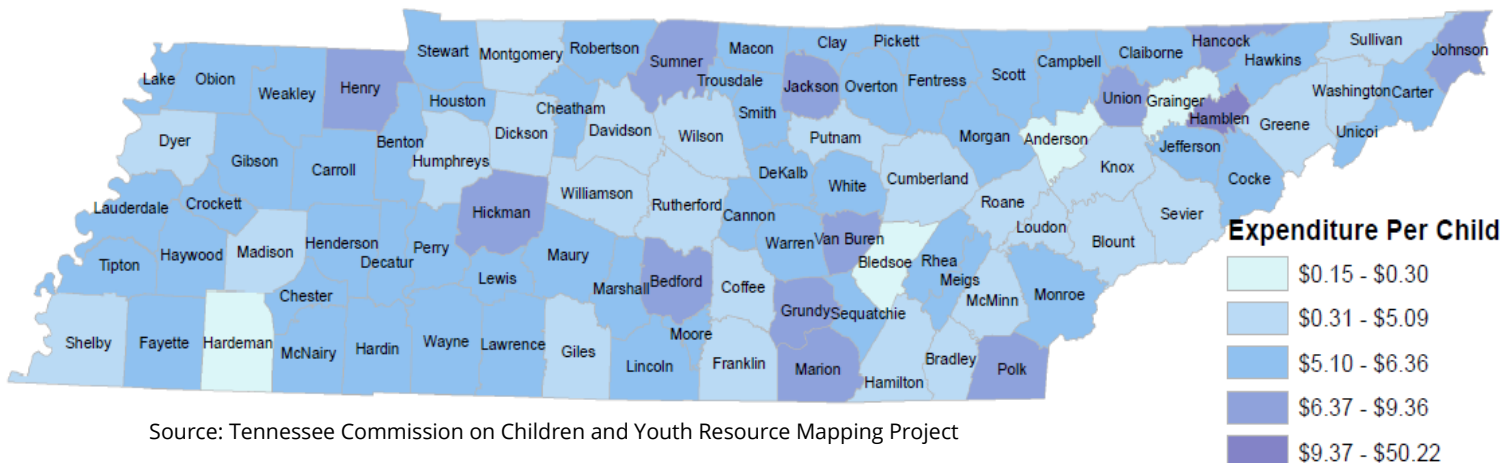 Stewart
Montgomery
Robertson
Sumner
Macon
Clay
Pickett
Claiborne
Hancock
Sullivan
Johnson
Lake
Obion
Weakley
Henry
Houston
Cheatham
Trousdale
Jackson
Overton
Fentress
Scott
Campbell
Union
Grainger
Hawkins
Hamblen
Washington
Carter
Dyer
Gibson
Carroll
Benton
Humphreys
Dickson
Davidson
Wilson
Smith
Putnam
Morgan
Anderson
Jefferson
Greene
Unicoi
Lauderdale
Crockett
Hickman
Williamson
Rutherford
Cannon
DeKalb
White
Cumberland
Roane
Knox
Loudon
Blount
Sevier
Cocke
Tipton
Haywood
Madison
Henderson
Decatur
Perry
Lewis
Maury
Marshall
Bedford
Coffee
Warren
Van Buren
Bledsoe
Rhea
Meigs
McMinn
Monroe
Shelby
Fayette
Hardeman
Chester
McNairy
Hardin
Wayne
Lawrence
Giles
Lincoln
Moore
Franklin
Grundy
Sequatchie
Marion
Hamilton
Bradley
Polk
Expenditure Per Child
$0.15 - $0.30
$0.31 - $5.09
$5.10 - $6.36
$6.37 - $9.36
$9.37 - $50.22
Source: Tennessee Commission on Children and Youth Resource Mapping Project